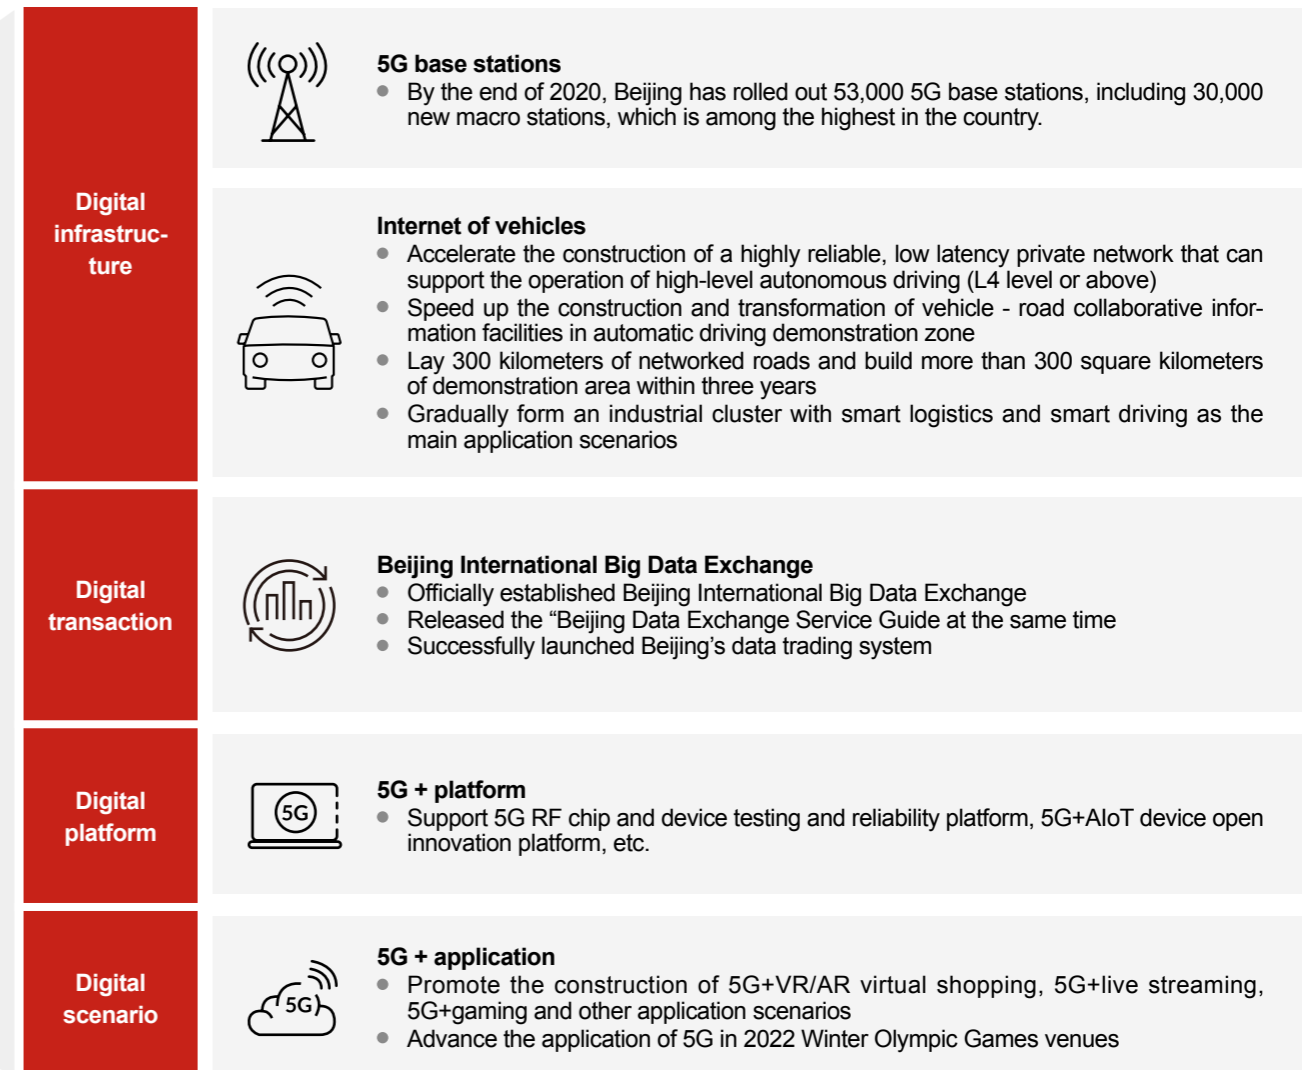 Digital
infrastruc-
ture
5G base stations
• By the end of 2020, Beijing has rolled out 53,000 5G base stations, including 30,000
new macro stations, which is among the highest in the country.
Internet of vehicles
• Accelerate the construction of a highly reliable, low latency private network that can
support the operation of high-level autonomous driving (L4 level or above)
• Speed up the construction and transformation of vehicle - road collaborative infor-
mation facilities in automatic driving demonstration zone
• Lay 300 kilometers of networked roads and build more than 300 square kilometers
of demonstration area within three years
• Gradually form an industrial cluster with smart logistics and smart driving as the
main application scenarios
Digital
transaction
Beijing International Big Data Exchange
• Officially established Beijing International Big Data Exchange
• Released the “Beijing Data Exchange Service Guide at the same time
• Successfully launched Beijing’s data trading system
Digital
platform
5G
5G + platform
• Support 5G RF chip and device testing and reliability platform, 5G+AIoT device open
innovation platform, etc.
Digital
scenario
5G
5G + application
• Promote the construction of 5G+VR/AR virtual shopping, 5G+live streaming,
5G+gaming and other application scenarios
• Advance the application of 5G in 2022 Winter Olympic Games venues